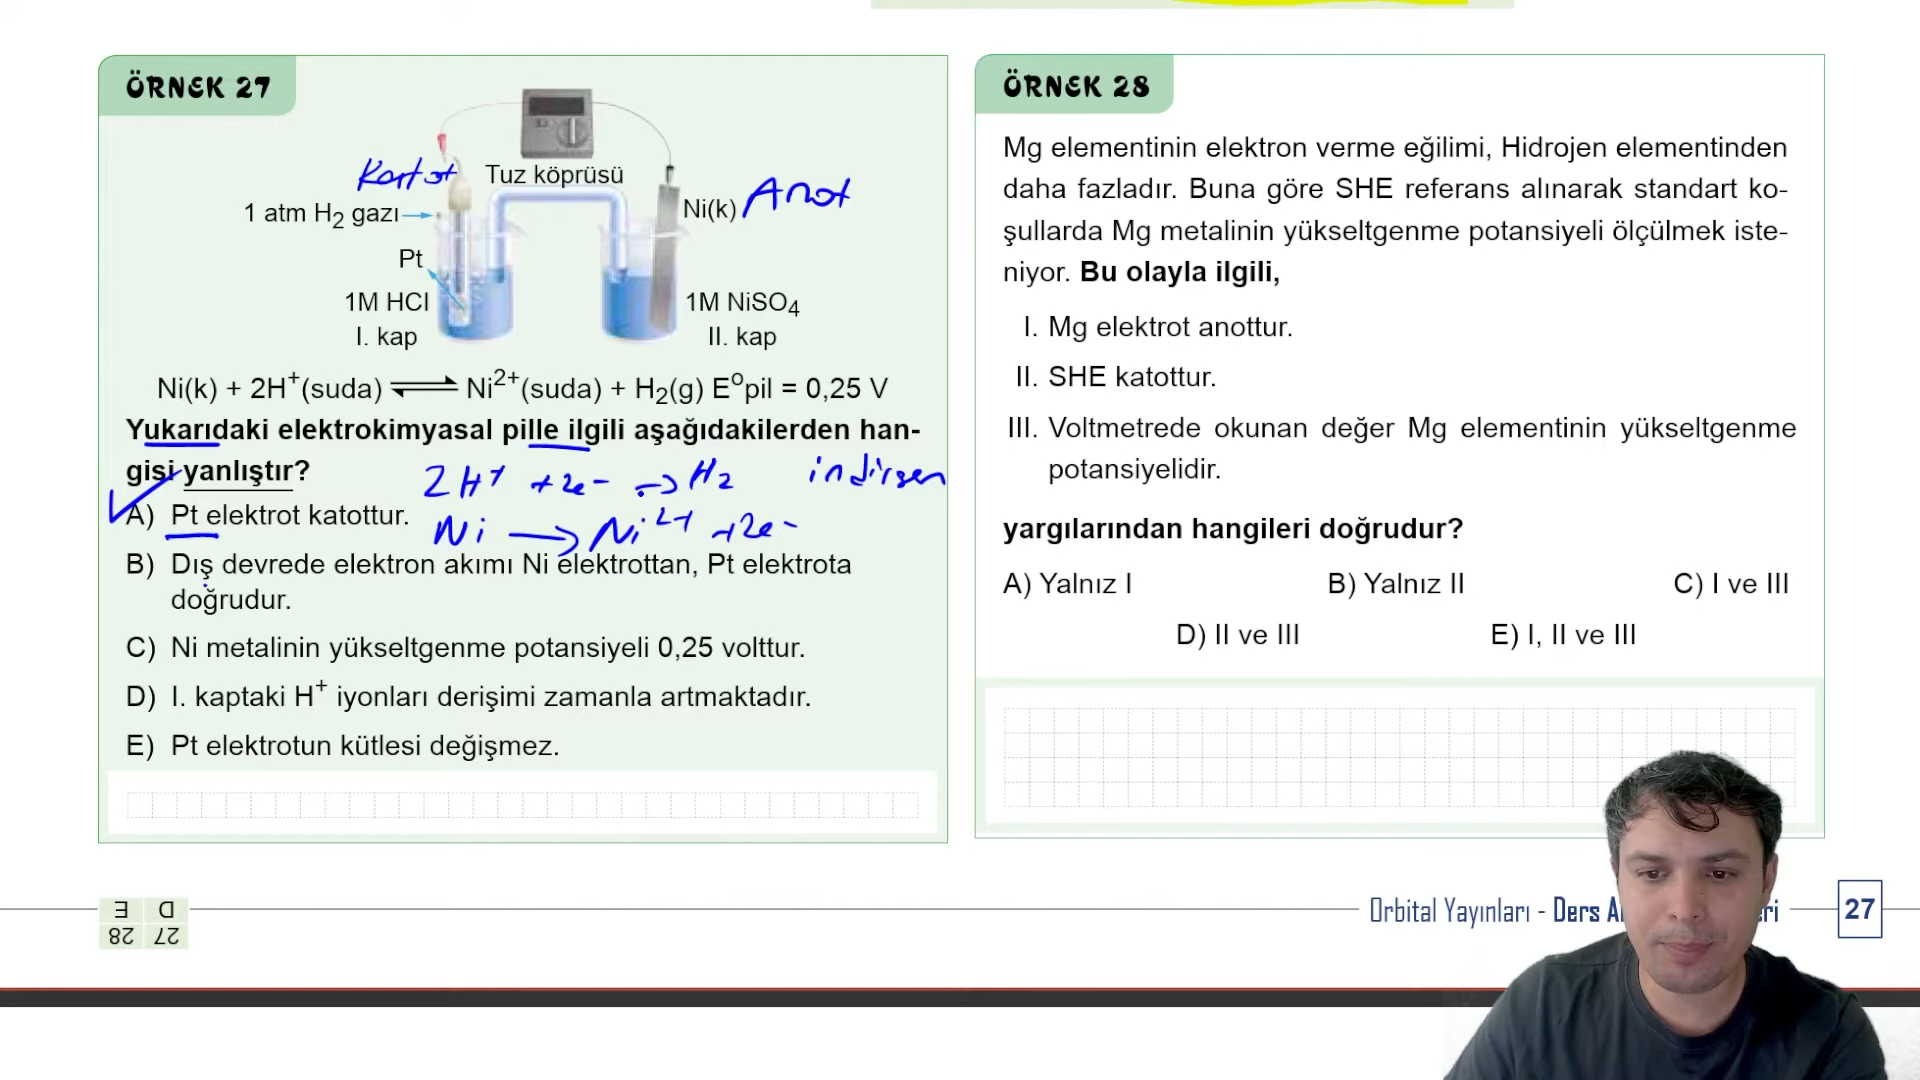 ÖRNEK 27
Katot
Tuz köprüsü
Ni(k) Anot
1 atm H₂ gazı
Pt
1M HCl
I. kap
1M NiSO₄
II. kap
Ni(k) + 2H⁺(suda) ⇌ Ni²⁺(suda) + H₂(g) E⁰pil = 0,25 V
Yukarıdaki elektrokimyasal pille ilgili aşağıdakilerden han-
gisi yanlıştır?
2H⁺ +2e⁻ → H₂ indirgen
A) Pt elektrot katottur.
Ni → Ni²⁺ +2e⁻
B) Dış devrede elektron akımı Ni elektrottan, Pt elektrota
doğrudur.
C) Ni metalinin yükseltgenme potansiyeli 0,25 volttur.
D) I. kaptaki H⁺ iyonları derişimi zamanla artmaktadır.
E) Pt elektrotun kütlesi değişmez.
ÖRNEK 28
Mg elementinin elektron verme eğilimi, Hidrojen elementinden
daha fazladır. Buna göre SHE referans alınarak standart ko-
şullarda Mg metalinin yükseltgenme potansiyeli ölçülmek iste-
niyor. Bu olayla ilgili,
I. Mg elektrot anottur.
II. SHE katottur.
III. Voltmetrede okunan değer Mg elementinin yükseltgenme
potansiyelidir.
yargılarından hangileri doğrudur?
A) Yalnız I B) Yalnız II C) I ve III
D) II ve III E) I, II ve III
27 28
D E
Orbital Yayınları - Ders
27